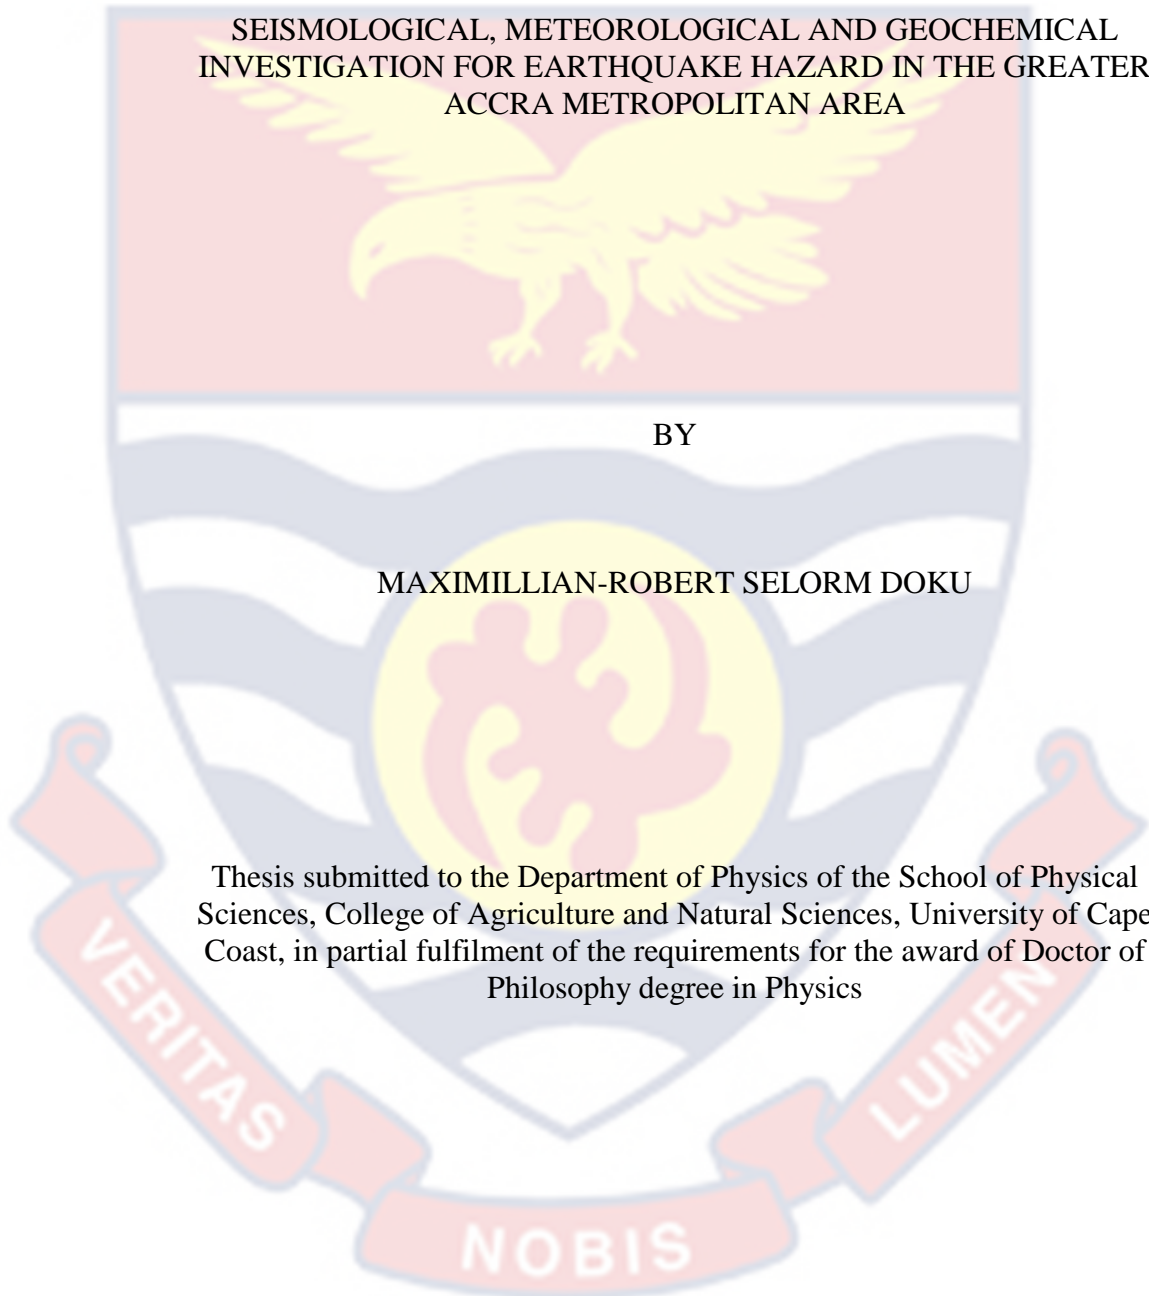 SEISMOLOGICAL, METEOROLOGICAL AND GEOCHEMICAL
INVESTIGATION FOR EARTHQUAKE HAZARD IN THE GREATER
ACCRA METROPOLITAN AREA
BY
MAXIMILLIAN-ROBERT SELORM DOKU
Thesis submitted to the Department of Physics of the School of Physical
Sciences, College of Agriculture and Natural Sciences, University of Cape
Coast, in partial fulfilment of the requirements for the award of Doctor of
Philosophy degree in Physics
VERITAS
NOBIS
LUMEN